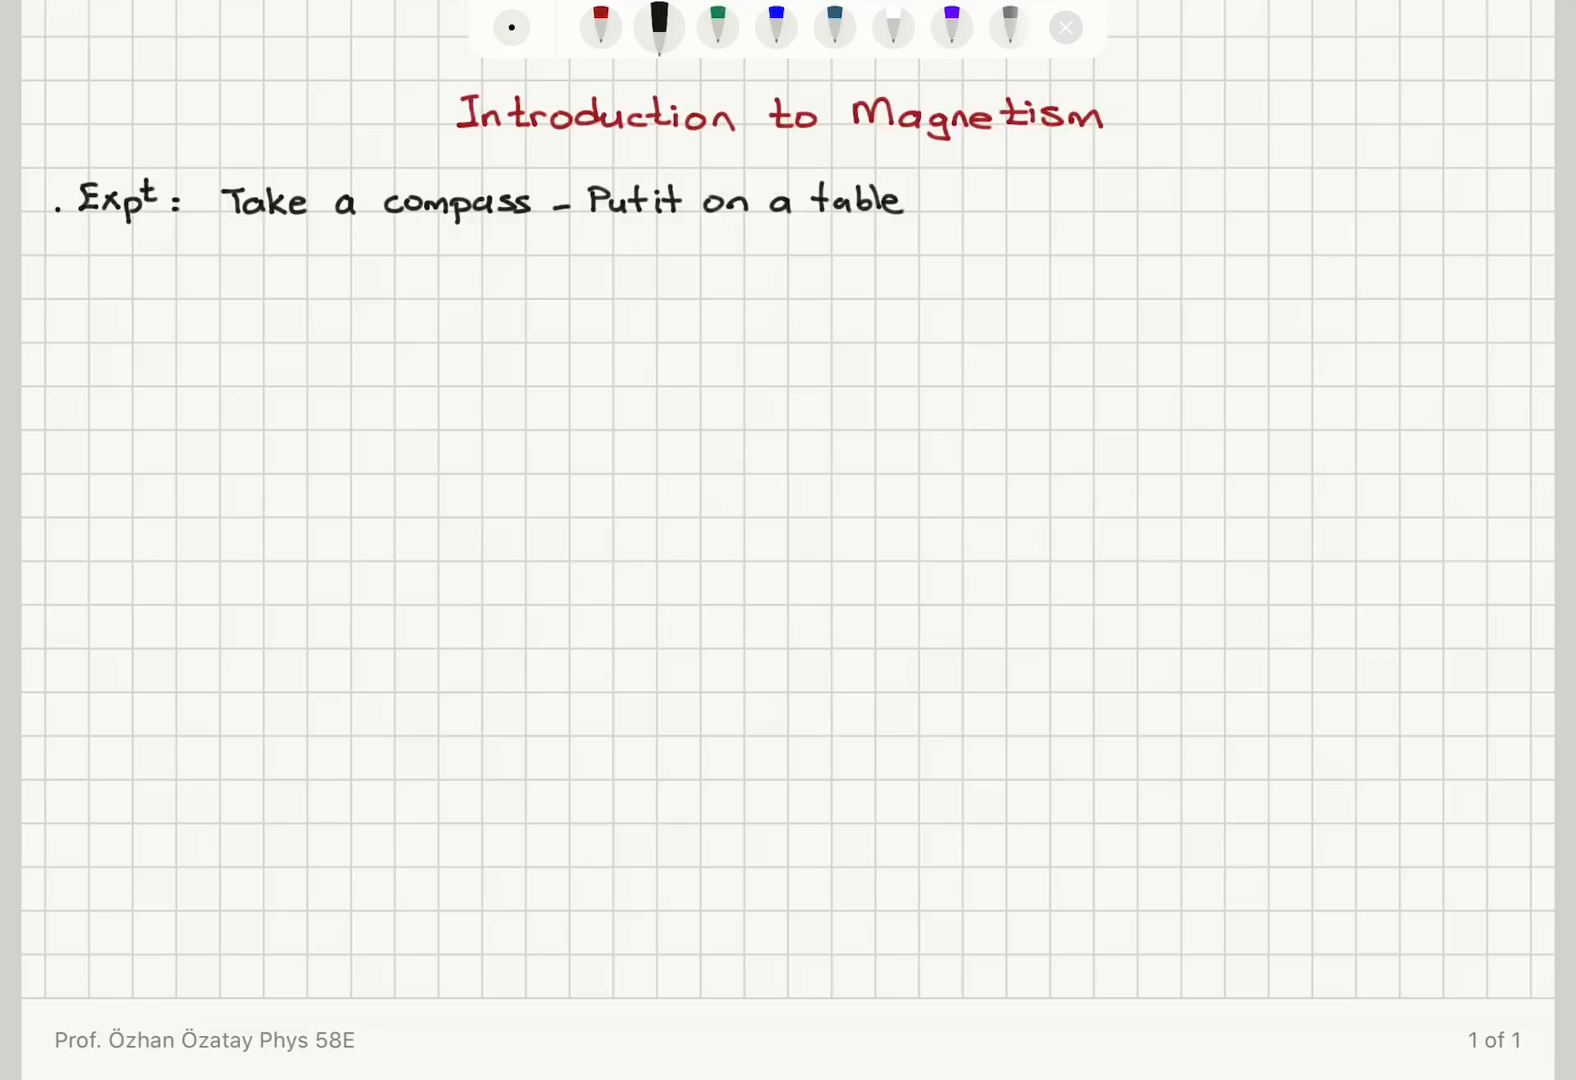 Introduction to Magnetism
. Expt: Take a compass - Put it on a table
Prof. Özhan Özatay Phys 58E
1 of 1